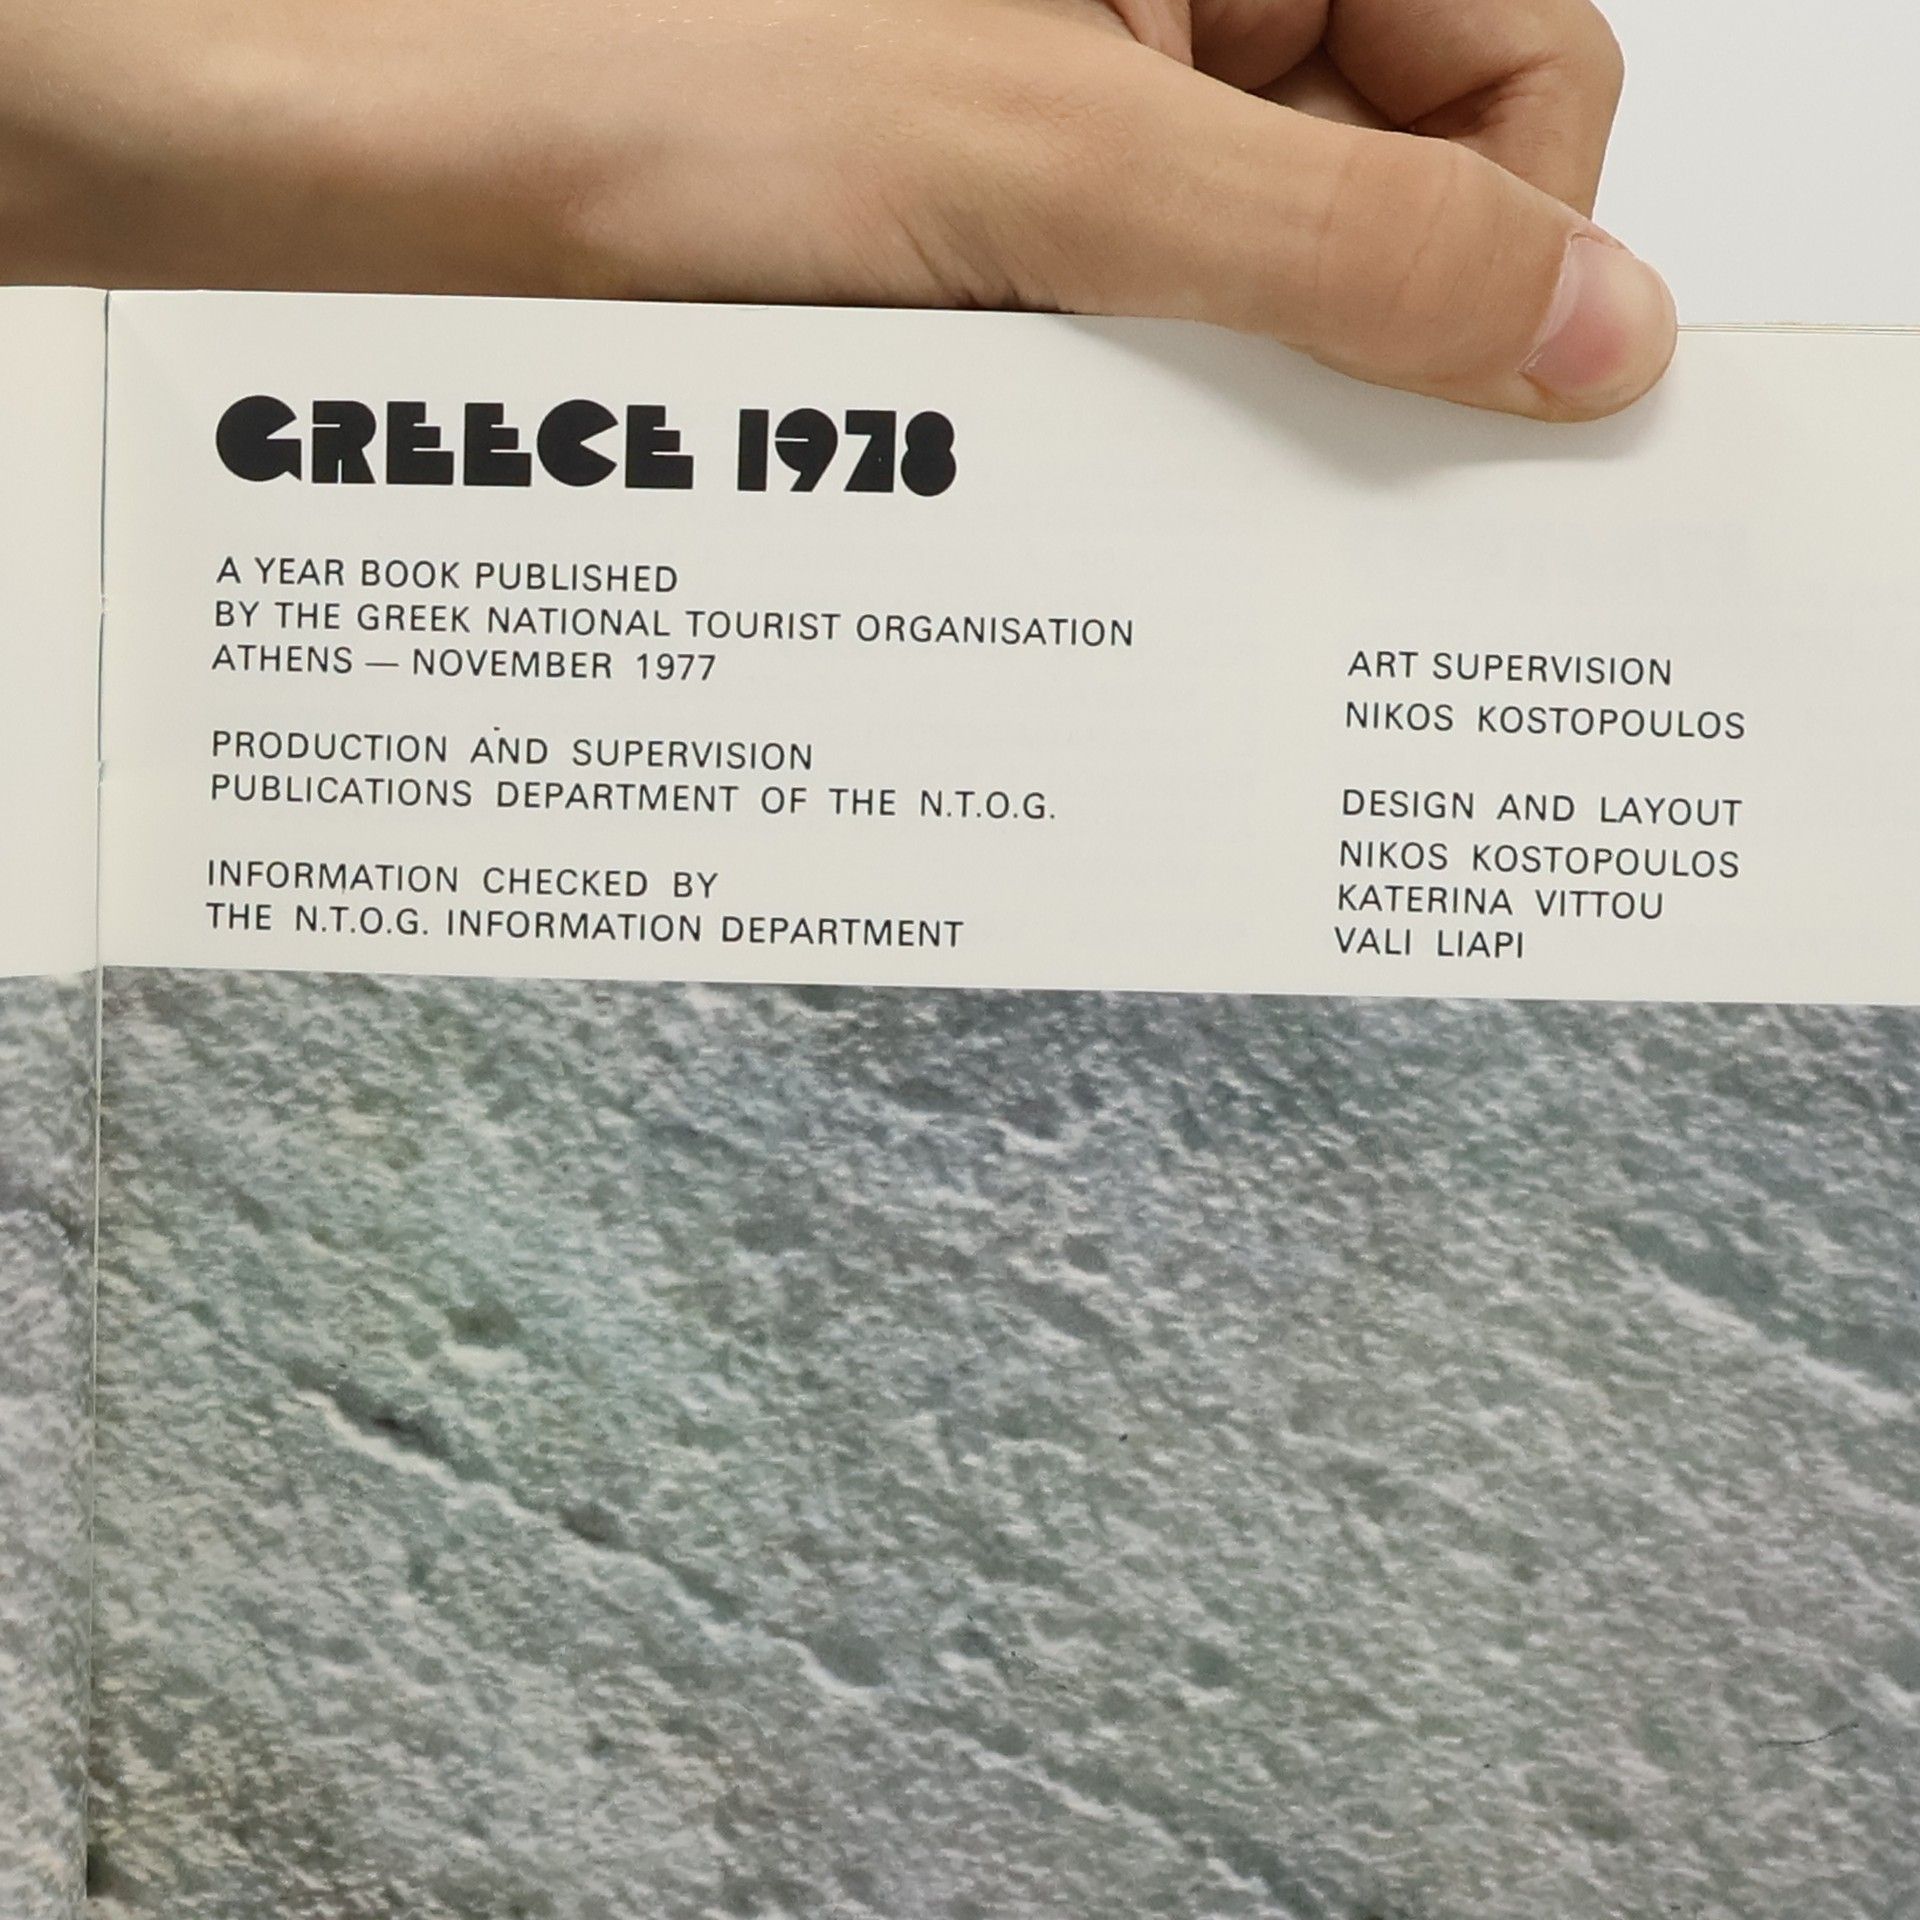 GREECE 1978
A YEAR BOOK PUBLISHED
BY THE GREEK NATIONAL TOURIST ORGANISATION
ATHENS — NOVEMBER 1977
PRODUCTION AND SUPERVISION
PUBLICATIONS DEPARTMENT OF THE N.T.O.G.
INFORMATION CHECKED BY
THE N.T.O.G. INFORMATION DEPARTMENT
ART SUPERVISION
NIKOS KOSTOPOULOS
DESIGN AND LAYOUT
NIKOS KOSTOPOULOS
KATERINA VITTOU
VALI LIAPI